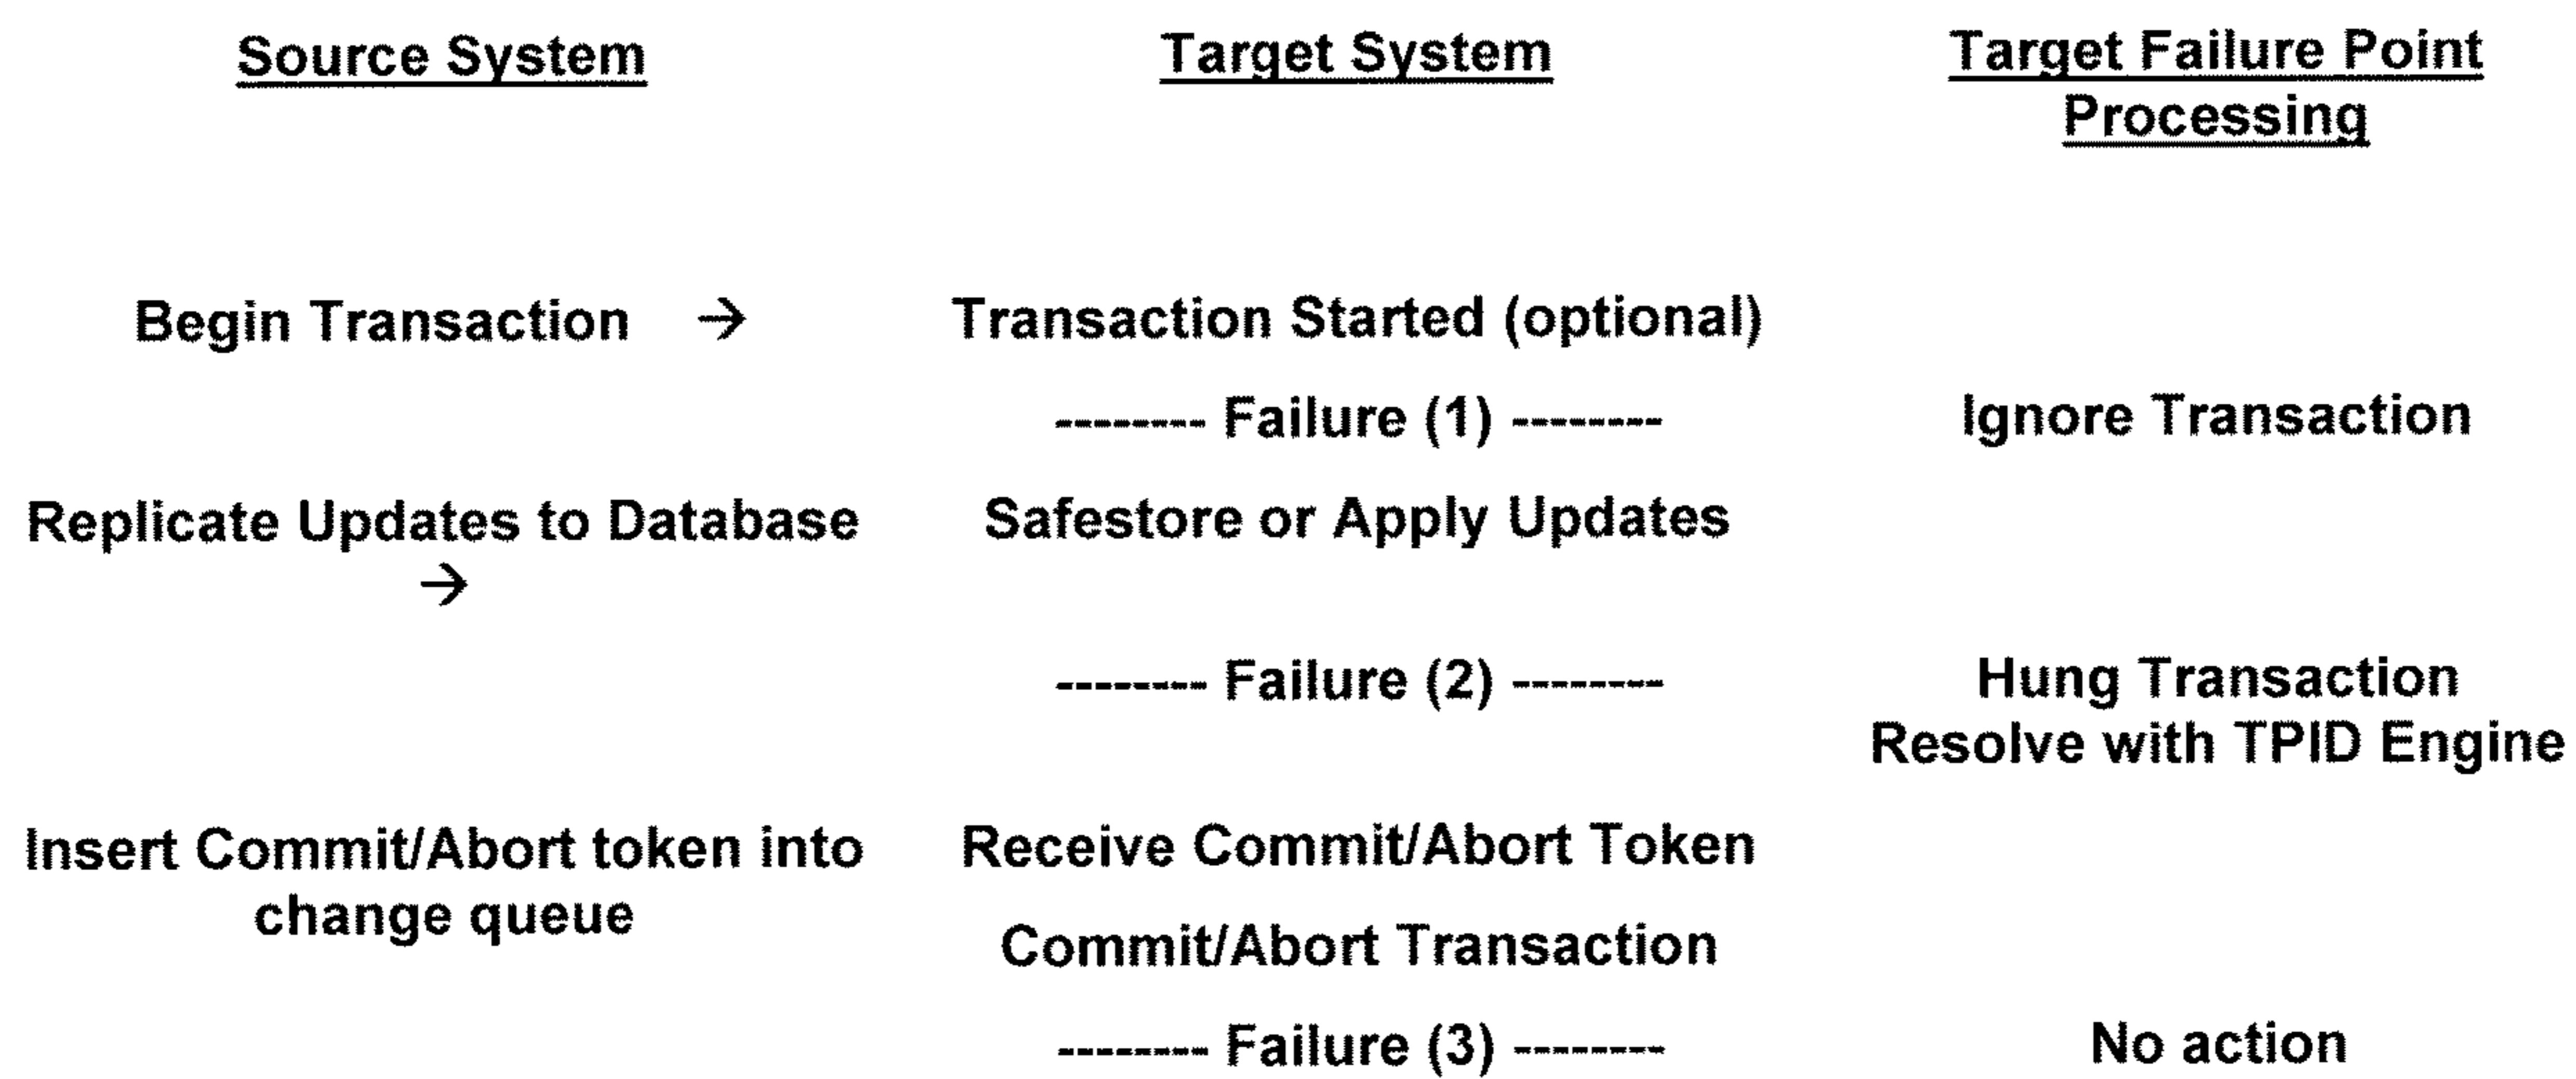 Source System
Target System
Target Failure Point
Processing
Begin Transaction →
Transaction Started (optional)
-------- Failure (1) --------
Ignore Transaction
Replicate Updates to Database
→
Safestore or Apply Updates
-------- Failure (2) --------
Hung Transaction
Resolve with TPID Engine
Insert Commit/Abort token into
change queue
Receive Commit/Abort Token
Commit/Abort Transaction
-------- Failure (3) --------
No action